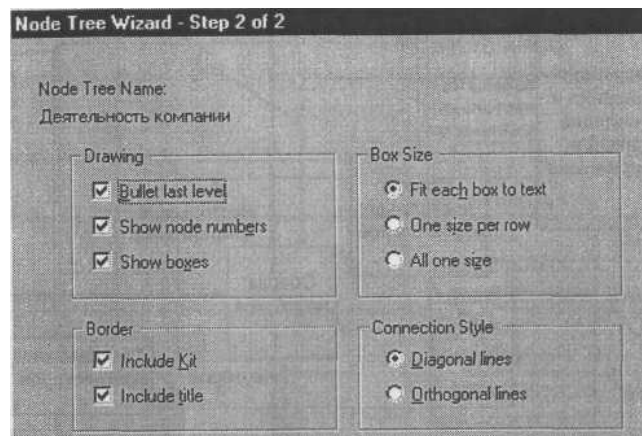 Node Tree Wizard - Step 2 of 2
Node Tree Name:
Деятельность компании
Drawing
Bullet last level
Show node numbers
Show boxes
Box Size
Fit each box to text
One size per row
All one size
Border
Include Kit
Include title
Connection Style
Diagonal lines
Orthogonal lines